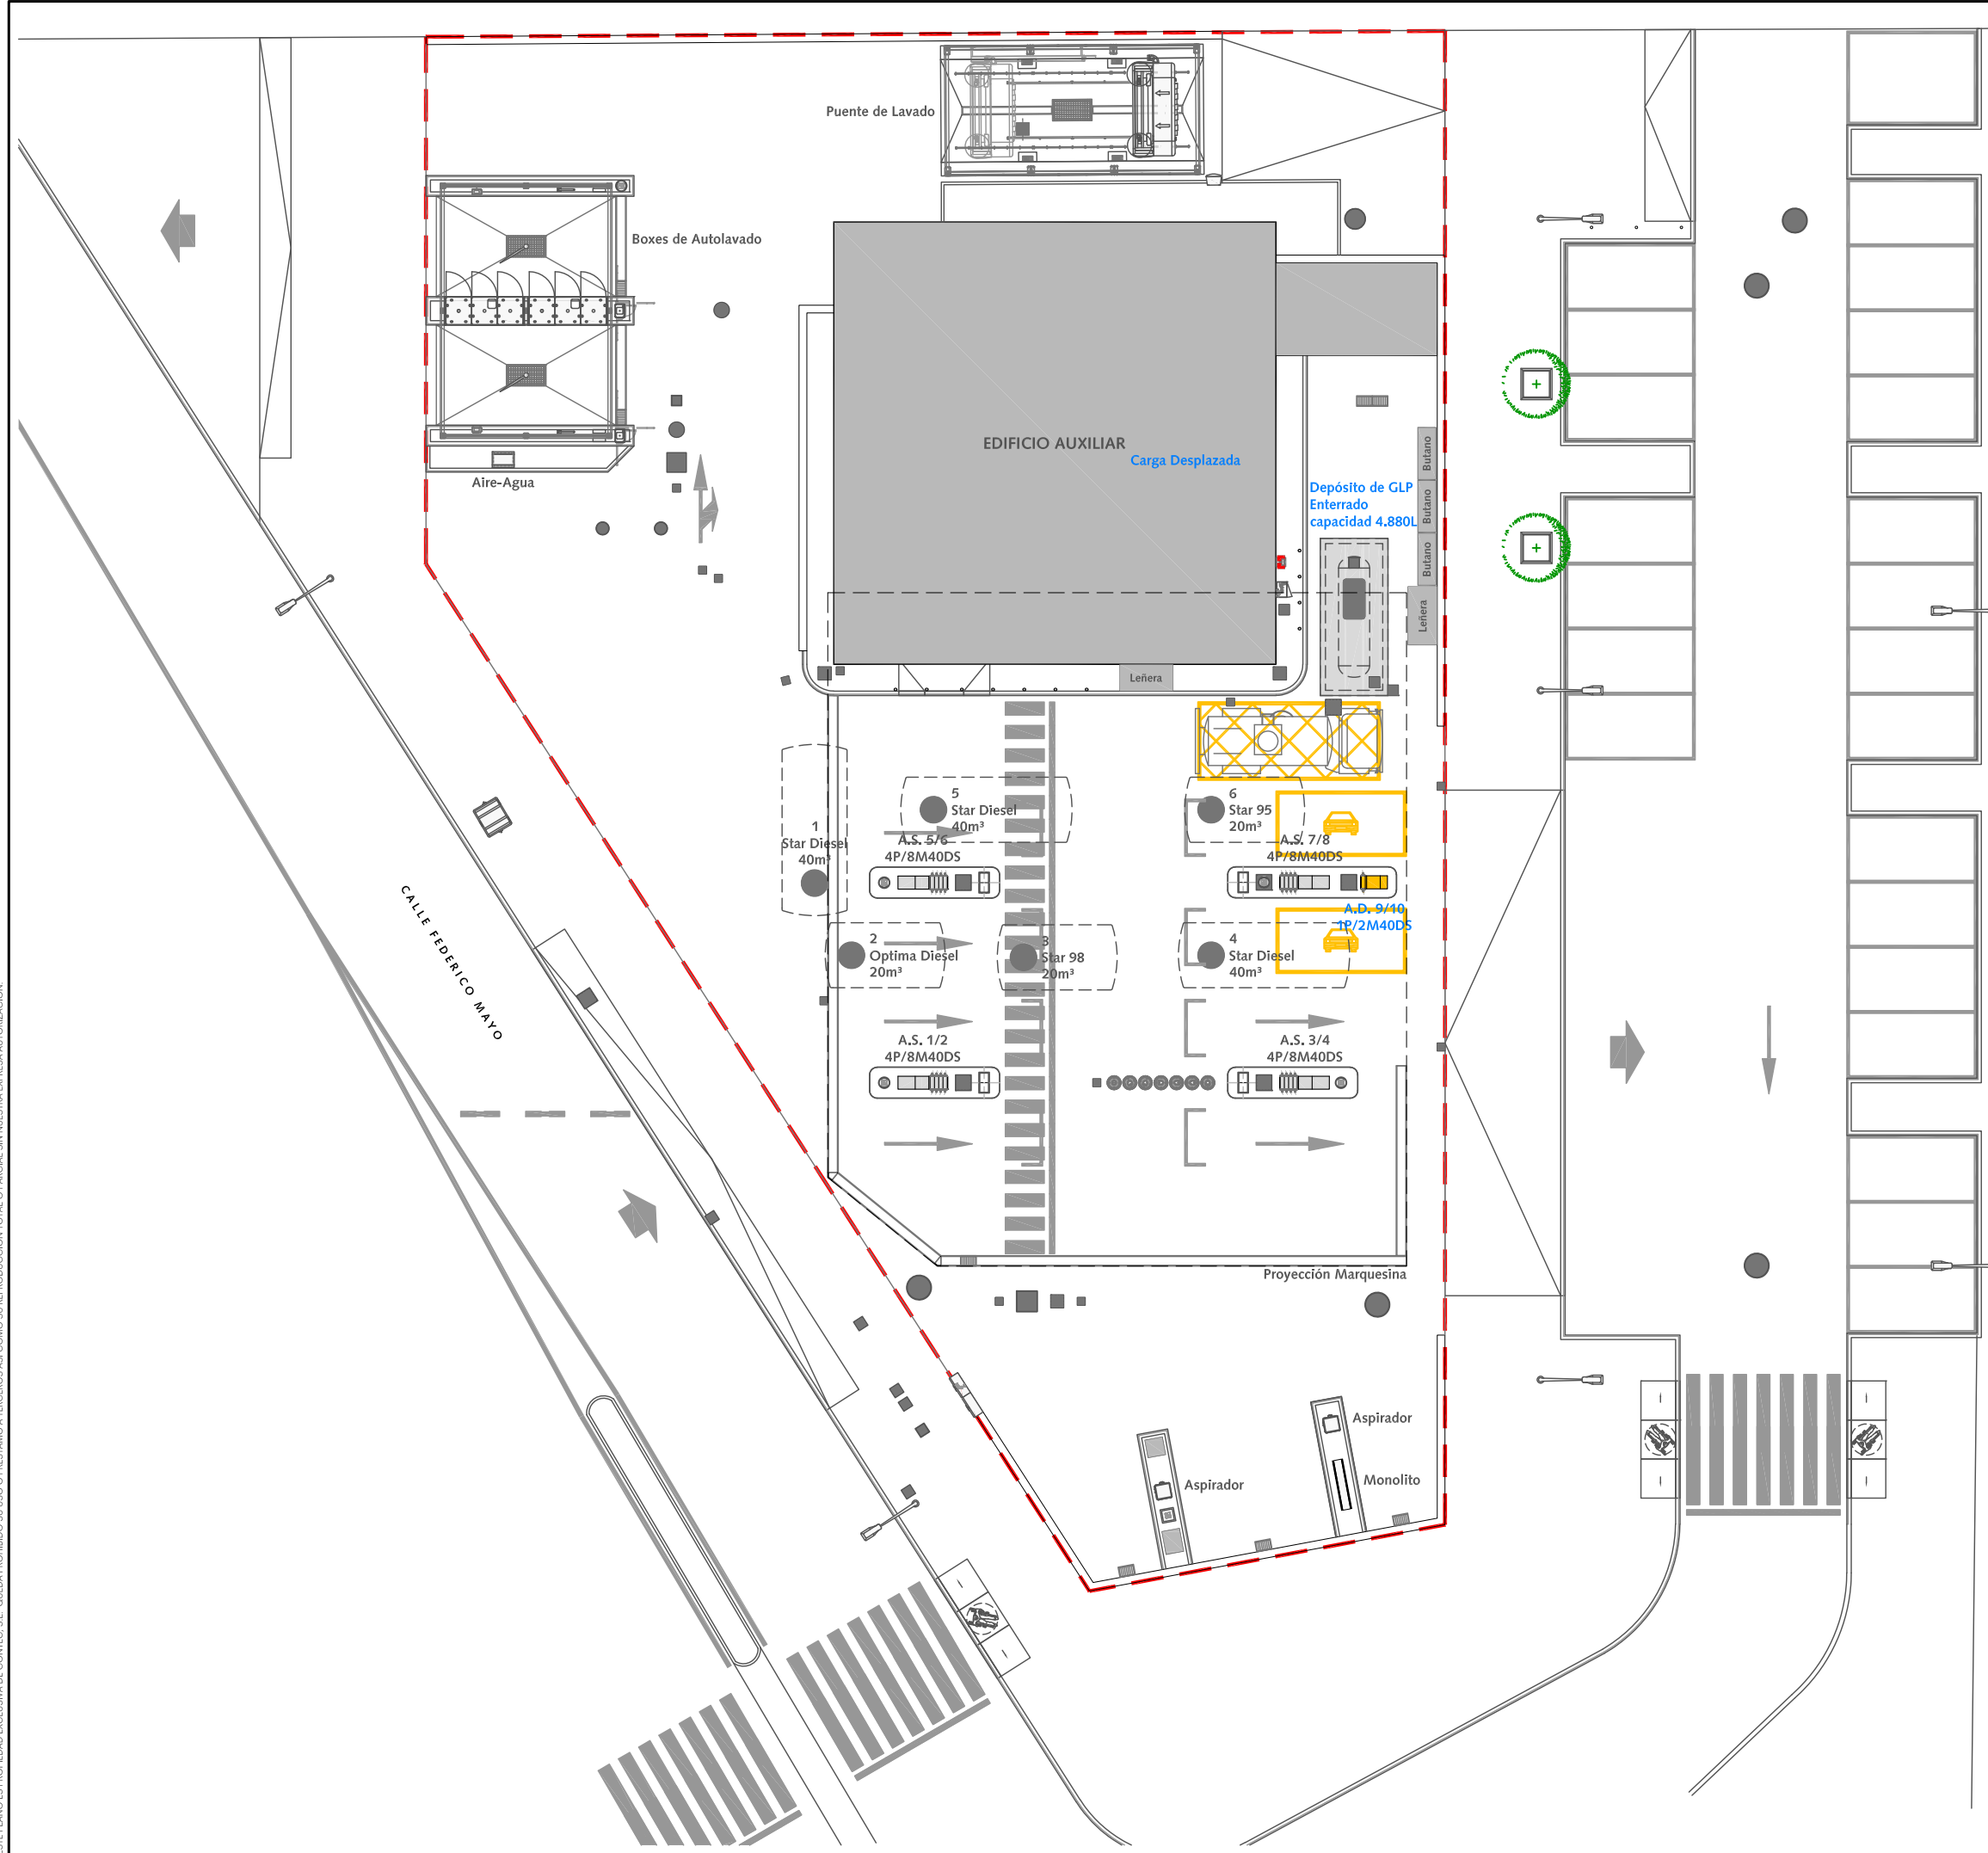 Puente de Lavado
Boxes de Autolavado
Aire-Agua
EDIFICIO AUXILIAR
Carga Desplazada
Depósito de GLP
Enterrado
capacidad 4.880L
Butano
Butano
Butano
Leñera
Leñera
1
Star Diesel
40m³
5
Star Diesel
40m³
6
Star 95
20m³
A.S. 5/6
4P/8M40DS
A.S. 7/8
4P/8M40DS
A.D. 9/10
1P/2M40DS
2
Optima Diesel
20m³
3
Star 98
20m³
4
Star Diesel
40m³
A.S. 1/2
4P/8M40DS
A.S. 3/4
4P/8M40DS
CALLE FEDERICO MAYO
Proyección Marquesina
Aspirador
Monolito
Aspirador